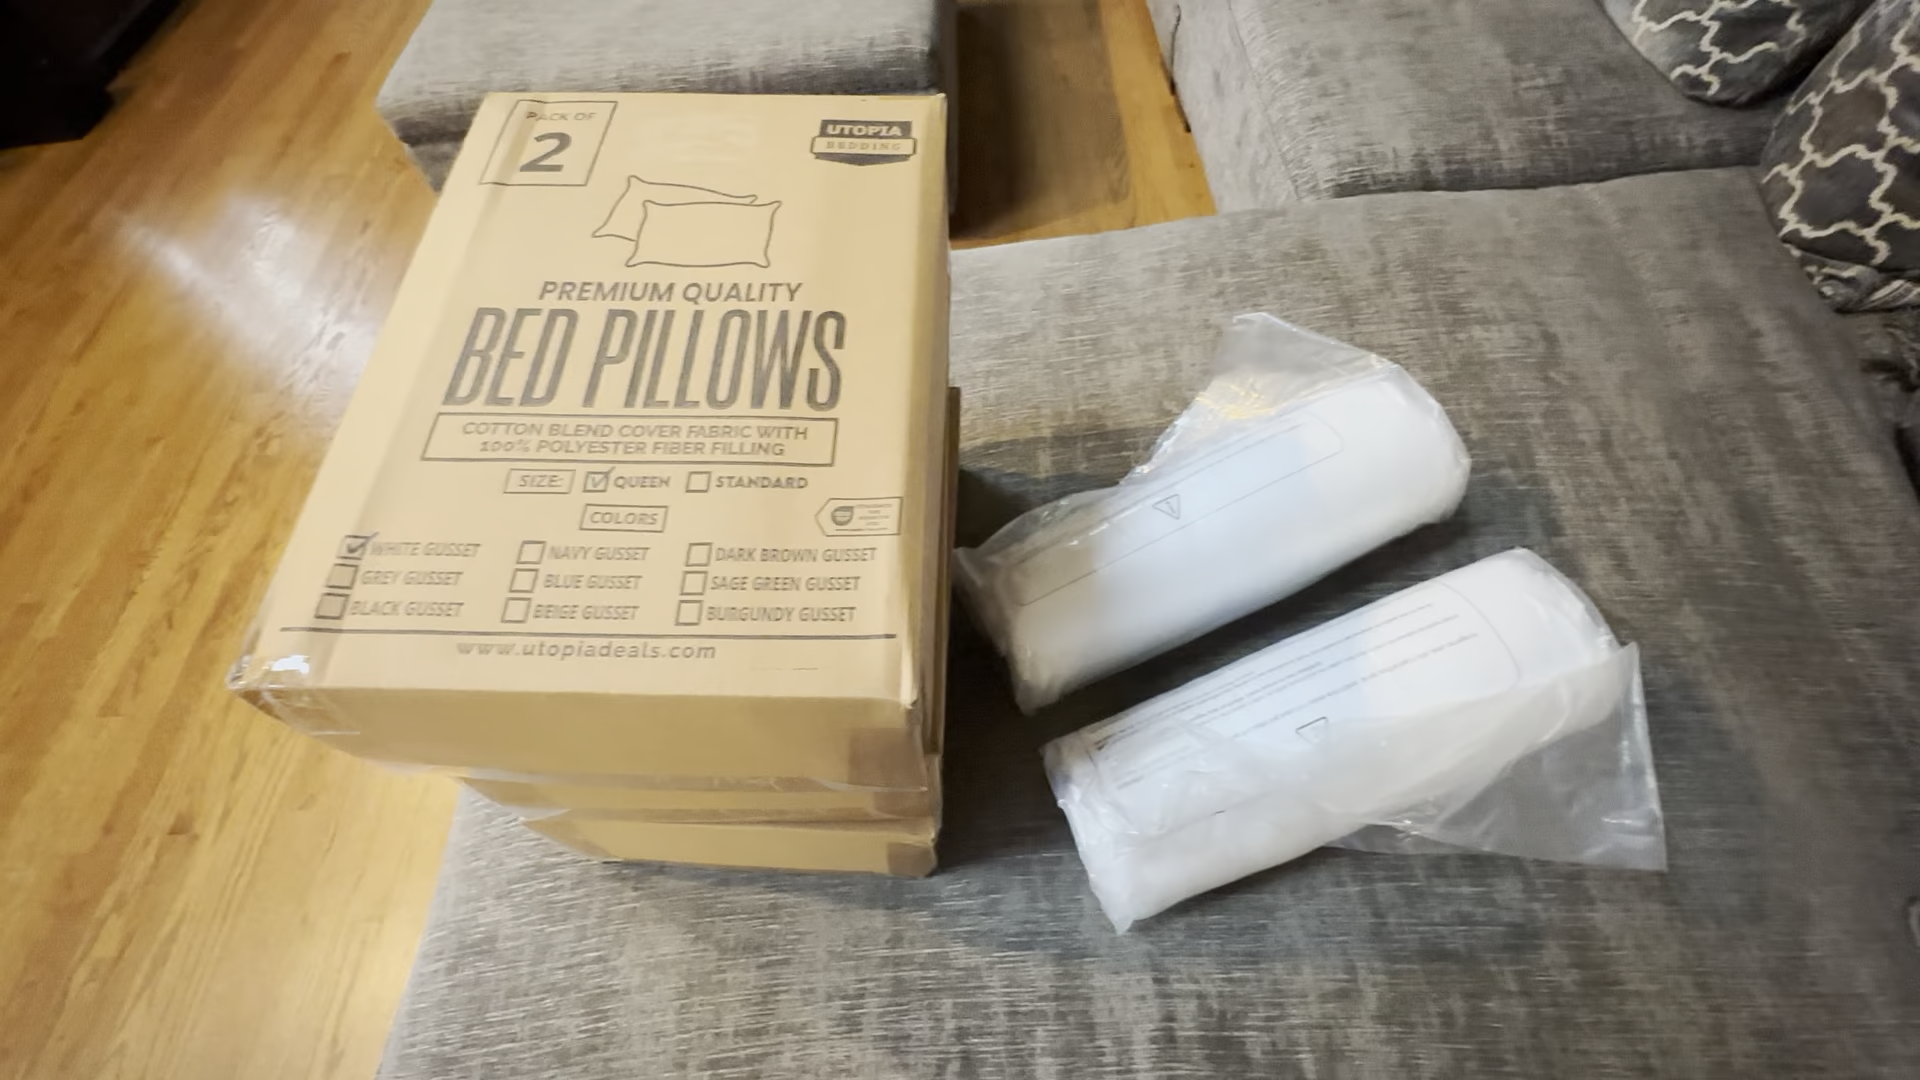 PACK OF
2
UTOPIA
BEDDING
PREMIUM QUALITY
BED PILLOWS
COTTON BLEND COVER FABRIC WITH
100% POLYESTER FIBER FILLING
SIZE: QUEEN STANDARD
COLORS
WHITE GUSSET NAVY GUSSET DARK BROWN GUSSET
GREY GUSSET BLUE GUSSET SAGE GREEN GUSSET
BLACK GUSSET BEIGE GUSSET BURGUNDY GUSSET
www.utopiadeals.com